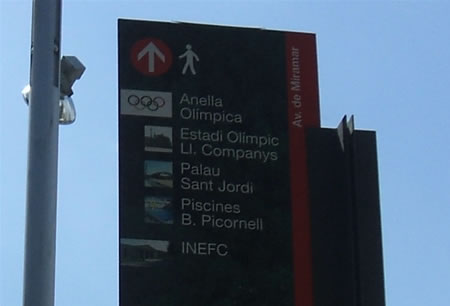 Anella
Olímpica
Estadi Olímpic
Ll. Companys
Palau
Sant Jordi
Piscines
B. Picornell
INEFC
Av. de Miramar